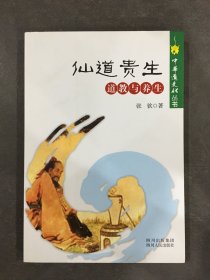 中华道文化丛书
仙道贵生
道教与养生
张钦◎著
四川出版集团
四川人民出版社